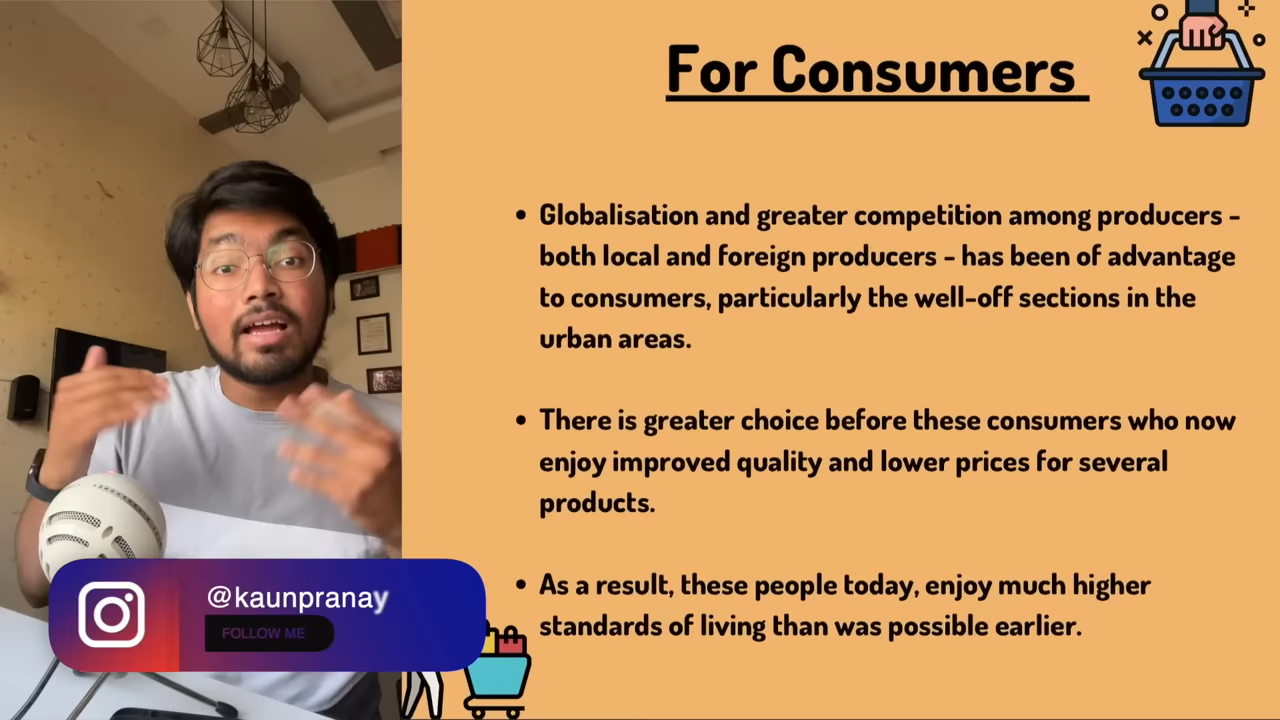 For Consumers
• Globalisation and greater competition among producers -
both local and foreign producers - has been of advantage
to consumers, particularly the well-off sections in the
urban areas.
• There is greater choice before these consumers who now
enjoy improved quality and lower prices for several
products.
• As a result, these people today, enjoy much higher
standards of living than was possible earlier.
@kaunpranay
FOLLOW ME